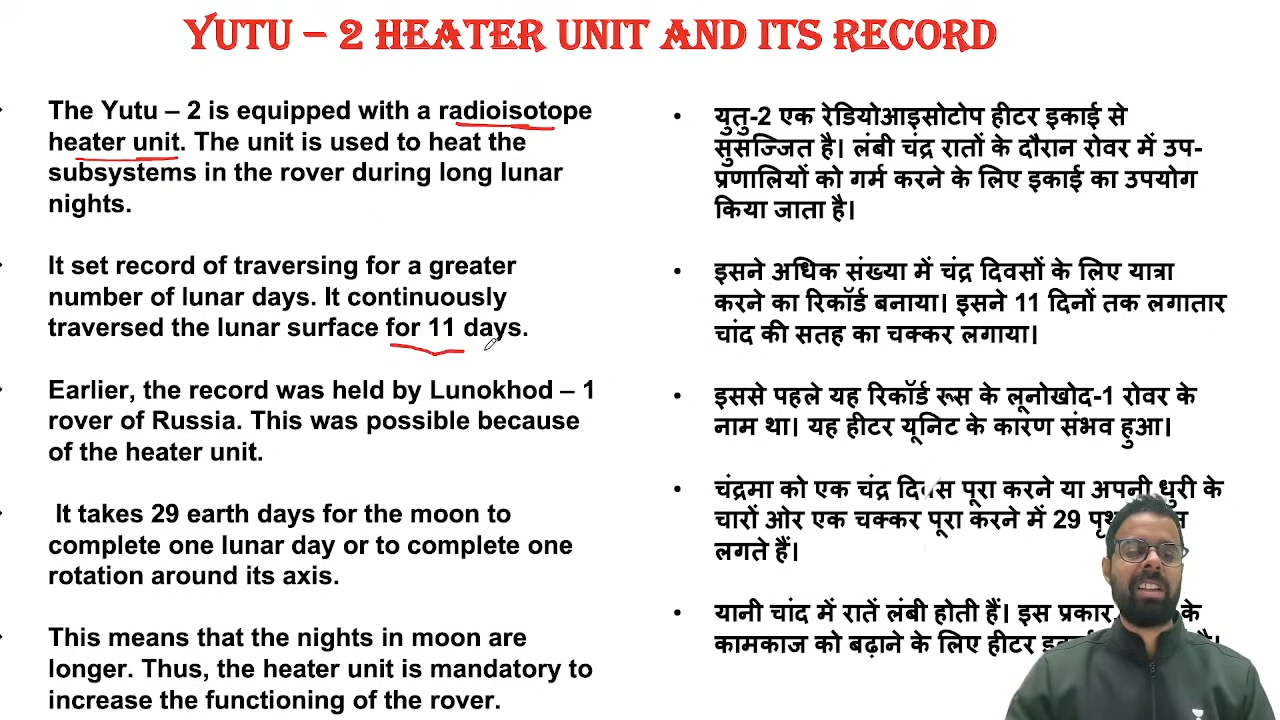 YUTU – 2 HEATER UNIT AND ITS RECORD
The Yutu – 2 is equipped with a radioisotope
heater unit. The unit is used to heat the
subsystems in the rover during long lunar
nights.
It set record of traversing for a greater
number of lunar days. It continuously
traversed the lunar surface for 11 days.
Earlier, the record was held by Lunokhod – 1
rover of Russia. This was possible because
of the heater unit.
It takes 29 earth days for the moon to
complete one lunar day or to complete one
rotation around its axis.
This means that the nights in moon are
longer. Thus, the heater unit is mandatory to
increase the functioning of the rover.
• युतु-2 एक रेडियोआइसोटोप हीटर इकाई से
सुसज्जित है। लंबी चंद्र रातों के दौरान रोवर में उप-
प्रणालियों को गर्म करने के लिए इकाई का उपयोग
किया जाता है।
• इसने अधिक संख्या में चंद्र दिवसों के लिए यात्रा
करने का रिकॉर्ड बनाया। इसने 11 दिनों तक लगातार
चांद की सतह का चक्कर लगाया।
• इससे पहले यह रिकॉर्ड रूस के लूनोखोद-1 रोवर के
नाम था। यह हीटर यूनिट के कारण संभव हुआ।
• चंद्रमा को एक चंद्र दिवस पूरा करने या अपनी धुरी के
चारों ओर एक चक्कर पूरा करने में 29
लगते हैं।
• यानी चांद में रातें लंबी होती हैं। इस प्रकार, के
कामकाज को बढ़ाने के लिए हीटर है।